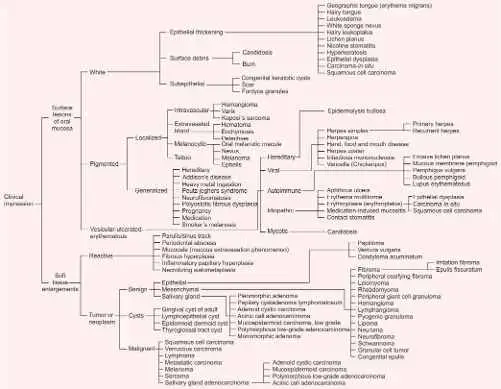 Geographic tongue (erythema migrans)
Hairy tongue
Leukoedema
White sponge nevus
Hairy leukoplakia
Lichen planus
Nicotine stomatitis
Hyperkeratosis
Epithelial dysplasia
Carcinoma-in situ
Squamous cell carcinoma
Epithelial thickening
Surface debris
Candidosis
Burn
White
Subepithelial
Congenital keratotic cysts
Scar
Fordyce granules
Surface
lesions
of oral
mucosa
Pigmented
Localized
Intravascular
Hemangioma
Varix
Kaposi's sarcoma
Extravasated
blood
Hematoma
Ecchymosis
Petechiae
Melanocytic
Oral melanotic macule
Nevus
Melanoma
Ephelis
Tattoo
Generalized
Hereditary
Addison's disease
Heavy metal ingestion
Peutz-Jeghers syndrome
Neurofibromatosis
Polyostotic fibrous dysplasia
Pregnancy
Medication
Smoker's melanosis
Clinical
impression
Vesicular-ulcerated-
erythematous
Hereditary
Epidermolysis bullosa
Viral
Herpes simplex
Primary herpes
Recurrent herpes
Herpangina
Hand, foot and mouth disease
Herpes zoster
Infectious mononucleosis
Varicella (Chickenpox)
Autoimmune
Erosive lichen planus
Mucous membrane pemphigoid
Pemphigus vulgaris
Bullous pemphigoid
Lupus erythematosus
Idiopathic
Aphthous ulcers
Erythema multiforme
Erythroplasia (erythroplakia)
Medication-induced mucositis
Contact stomatitis
Epithelial dysplasia
Carcinoma in situ
Squamous cell carcinoma
Mycotic
Candidosis
Soft
tissue
enlargements
Reactive
Parulis/sinus track
Periodontal abscess
Mucocele (mucus extravasation phenomenon)
Fibrous hyperplasia
Inflammatory papillary hyperplasia
Necrotizing sialometaplasia
Tumor or
neoplasm
Benign
Epithelial
Papilloma
Verruca vulgaris
Condyloma acuminatum
Mesenchymal
Fibroma
Irritation fibroma
Epulis fissuratum
Peripheral ossifying fibroma
Leiomyoma
Rhabdomyoma
Peripheral giant cell granuloma
Hemangioma
Lymphangioma
Pyogenic granuloma
Lipoma
Neuroma
Neurofibroma
Schwannoma
Granular cell tumor
Congenital epulis
Salivary gland
Pleomorphic adenoma
Papillary cystadenoma lymphomatosum
Adenoid cystic carcinoma
Acinic cell adenocarcinoma
Mucoepidermoid carcinoma, low grade
Polymorphous low-grade adenocarcinoma
Monomorphic adenoma
Cysts
Gingival cyst of adult
Lymphoepithelial cyst
Epidermoid dermoid cyst
Thyroglossal tract cyst
Malignant
Squamous cell carcinoma
Verrucous carcinoma
Lymphoma
Metastatic carcinoma
Melanoma
Sarcoma
Salivary gland adenocarcinoma
Adenoid cystic carcinoma
Mucoepidermoid carcinoma
Polymorphous low-grade adenocarcinoma
Acinic cell adenocarcinoma